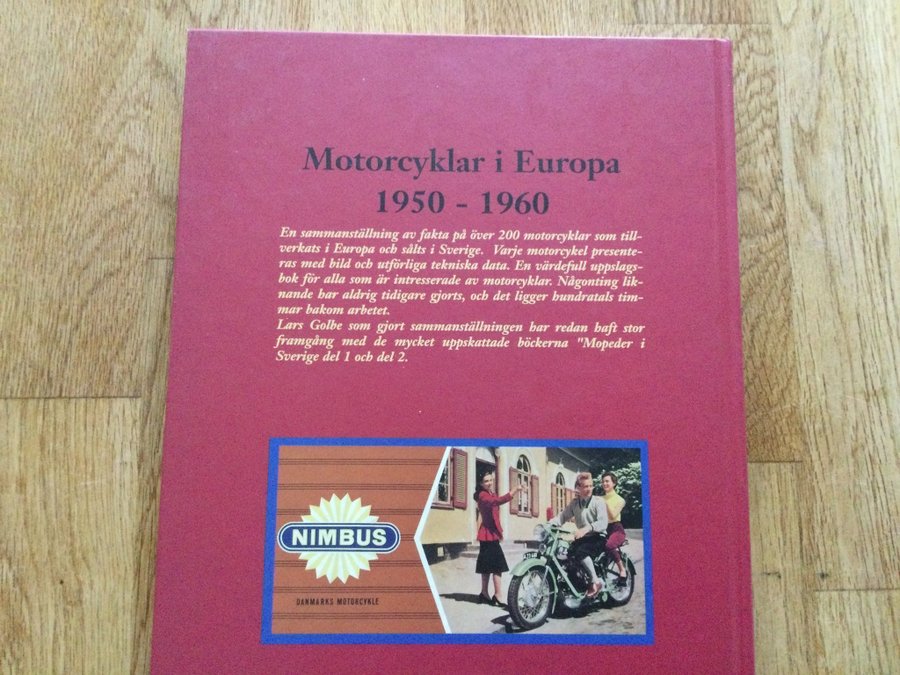 Motorcyklar i Europa
1950 - 1960
En sammanställning av fakta på över 200 motorcyklar som till-
verkats i Europa och sålts i Sverige. Varje motorcykel presente-
ras med bild och utförliga tekniska data. En värdefull uppslags-
bok för alla som är intresserade av motorcyklar. Någonting lik-
nande har aldrig tidigare gjorts, och det ligger hundratals tim-
mar bakom arbetet.
Lars Golbe som gjort sammanställningen har redan haft stor
framgång med de mycket uppskattade böckerna "Mopeder i
Sverige del 1 och del 2.
NIMBUS
DANMARKS MOTORCYKLE